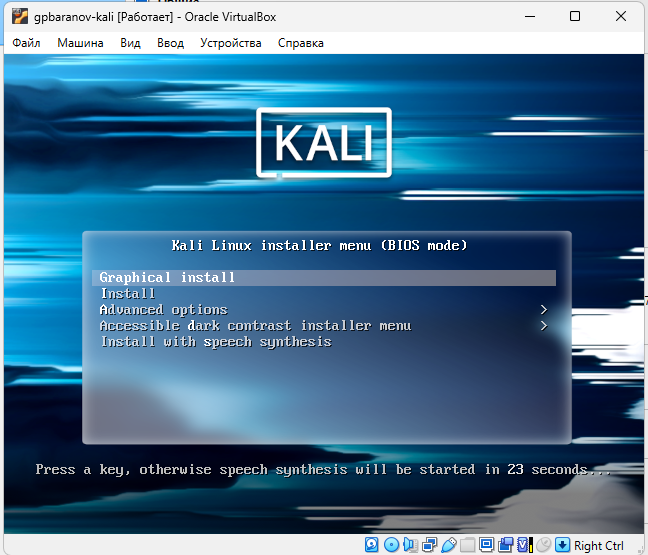 gpbaranov-kali [Работает] - Oracle VirtualBox
Файл Машина Вид Ввод Устройства Справка
KALI
Kali Linux installer menu (BIOS mode)
Graphical install
Install
Advanced options >
Accessible dark contrast installer menu >
Install with speech synthesis
Press a key, otherwise speech synthesis will be started in 23 seconds...
Right Ctrl